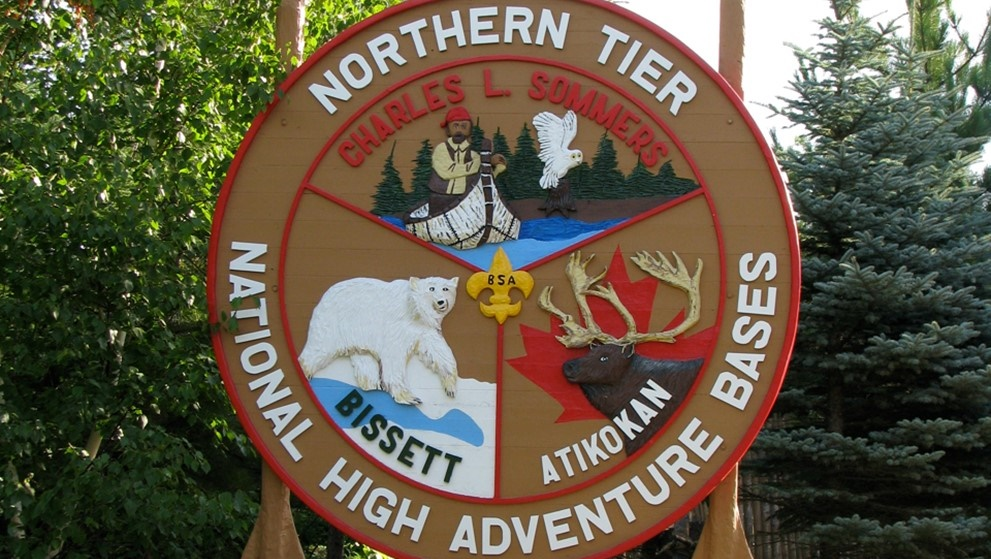 NORTHERN TIER
CHARLES L. SOMMERS
BSA
BISSETT
ATIKOKAN
NATIONAL HIGH ADVENTURE BASES